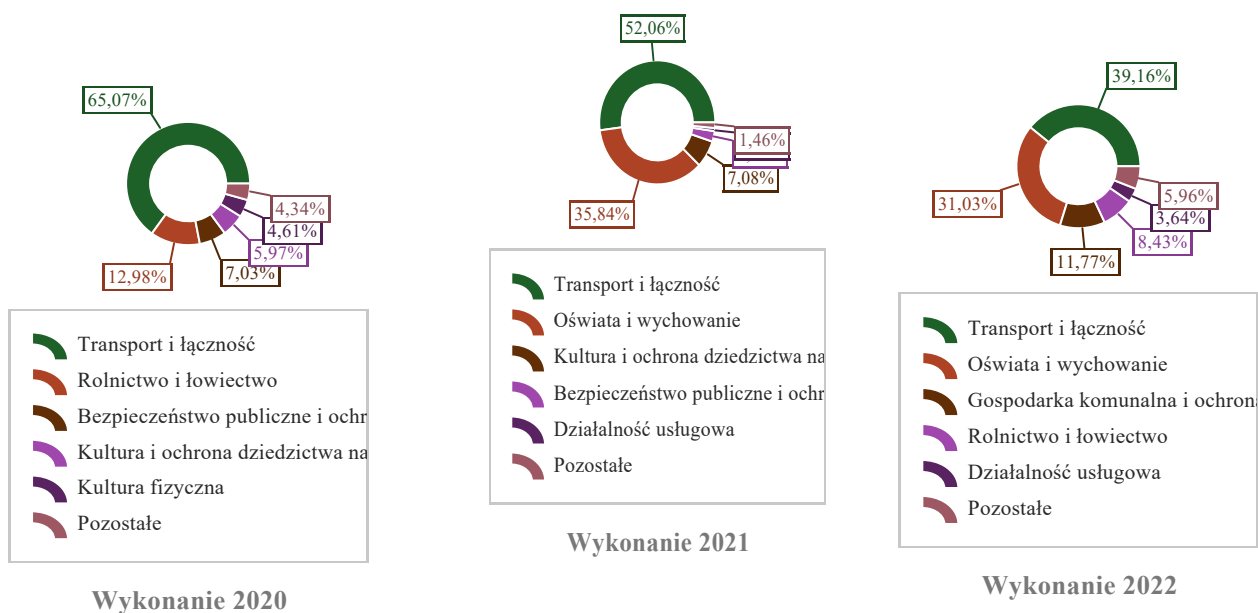 65,07%
4,34%
4,61%
5,97%
7,03%
12,98%
Transport i łączność
Rolnictwo i łowiectwo
Bezpieczeństwo publiczne i ochr
Kultura i ochrona dziedzictwa na
Kultura fizyczna
Pozostałe
Wykonanie 2020
52,06%
1,46%
7,08%
35,84%
Transport i łączność
Oświata i wychowanie
Kultura i ochrona dziedzictwa na
Bezpieczeństwo publiczne i ochr
Działalność usługowa
Pozostałe
Wykonanie 2021
39,16%
31,03%
5,96%
3,64%
8,43%
11,77%
Transport i łączność
Oświata i wychowanie
Gospodarka komunalna i ochrona
Rolnictwo i łowiectwo
Działalność usługowa
Pozostałe
Wykonanie 2022